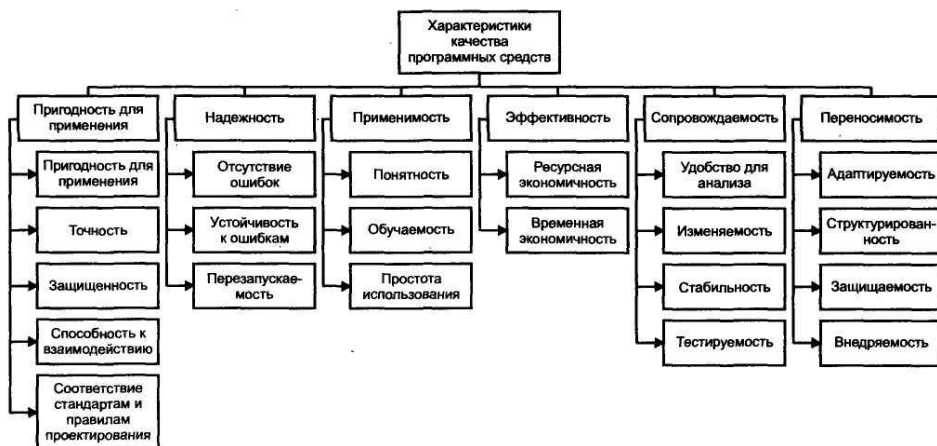 Характеристики
качества
программных средств
Пригодность для
применения
Надежность
Применимость
Эффективность
Сопровождаемость
Переносимость
Пригодность для
применения
Точность
Защищенность
Способность к
взаимодействию
Соответствие
стандартам и
правилам
проектирования
Отсутствие
ошибок
Устойчивость
к ошибкам
Перезапускае-
мость
Понятность
Обучаемость
Простота
использования
Ресурсная
экономичность
Временная
экономичность
Удобство для
анализа
Изменяемость
Стабильность
Тестируемость
Адаптируемость
Структурирован-
ность
Защищаемость
Внедряемость